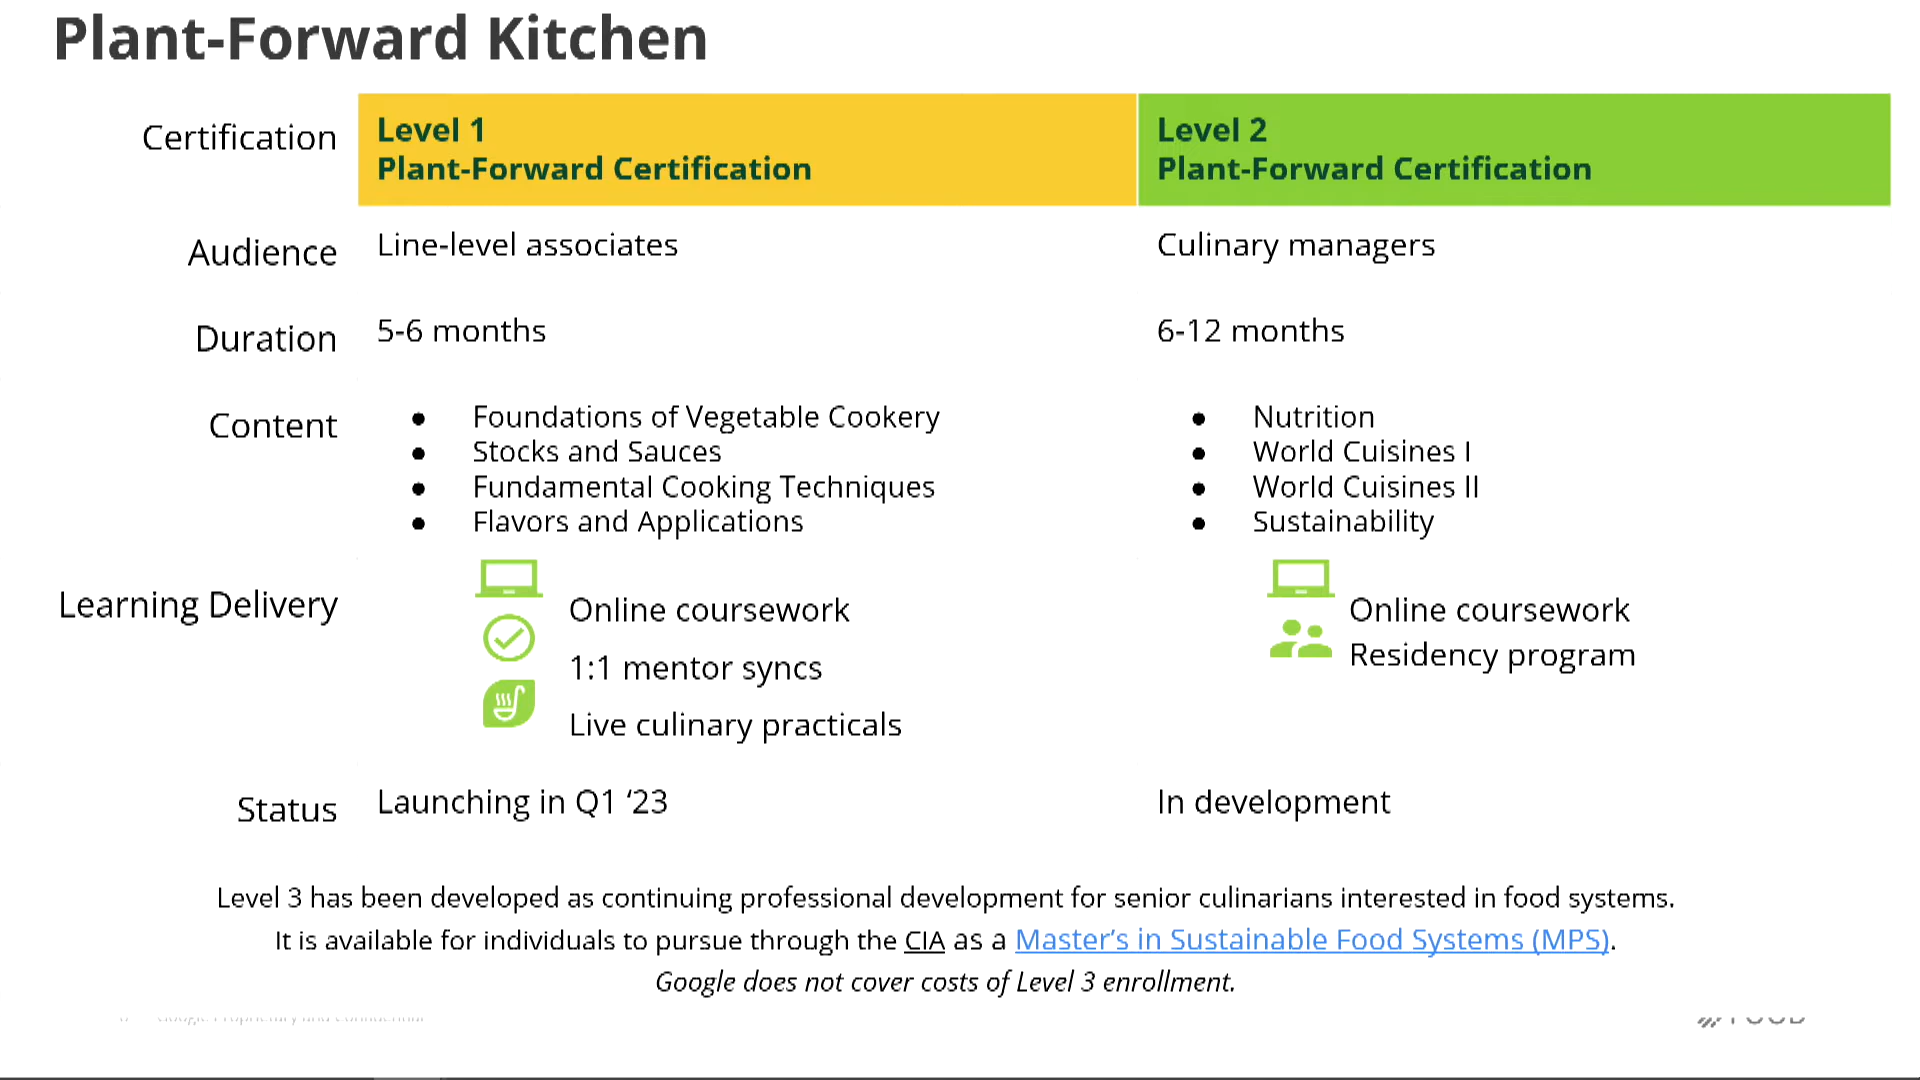 Plant-Forward Kitchen
Certification
Level 1
Plant-Forward Certification
Level 2
Plant-Forward Certification
Audience
Line-level associates
Culinary managers
Duration
5-6 months
6-12 months
Content
● Foundations of Vegetable Cookery
● Stocks and Sauces
● Fundamental Cooking Techniques
● Flavors and Applications
● Nutrition
● World Cuisines I
● World Cuisines II
● Sustainability
Learning Delivery
Online coursework
1:1 mentor syncs
Live culinary practicals
Online coursework
Residency program
Status
Launching in Q1 ‘23
In development
Level 3 has been developed as continuing professional development for senior culinarians interested in food systems.
It is available for individuals to pursue through the CIA as a Master’s in Sustainable Food Systems (MPS).
Google does not cover costs of Level 3 enrollment.
Google Proprietary and Confidential
FOOD